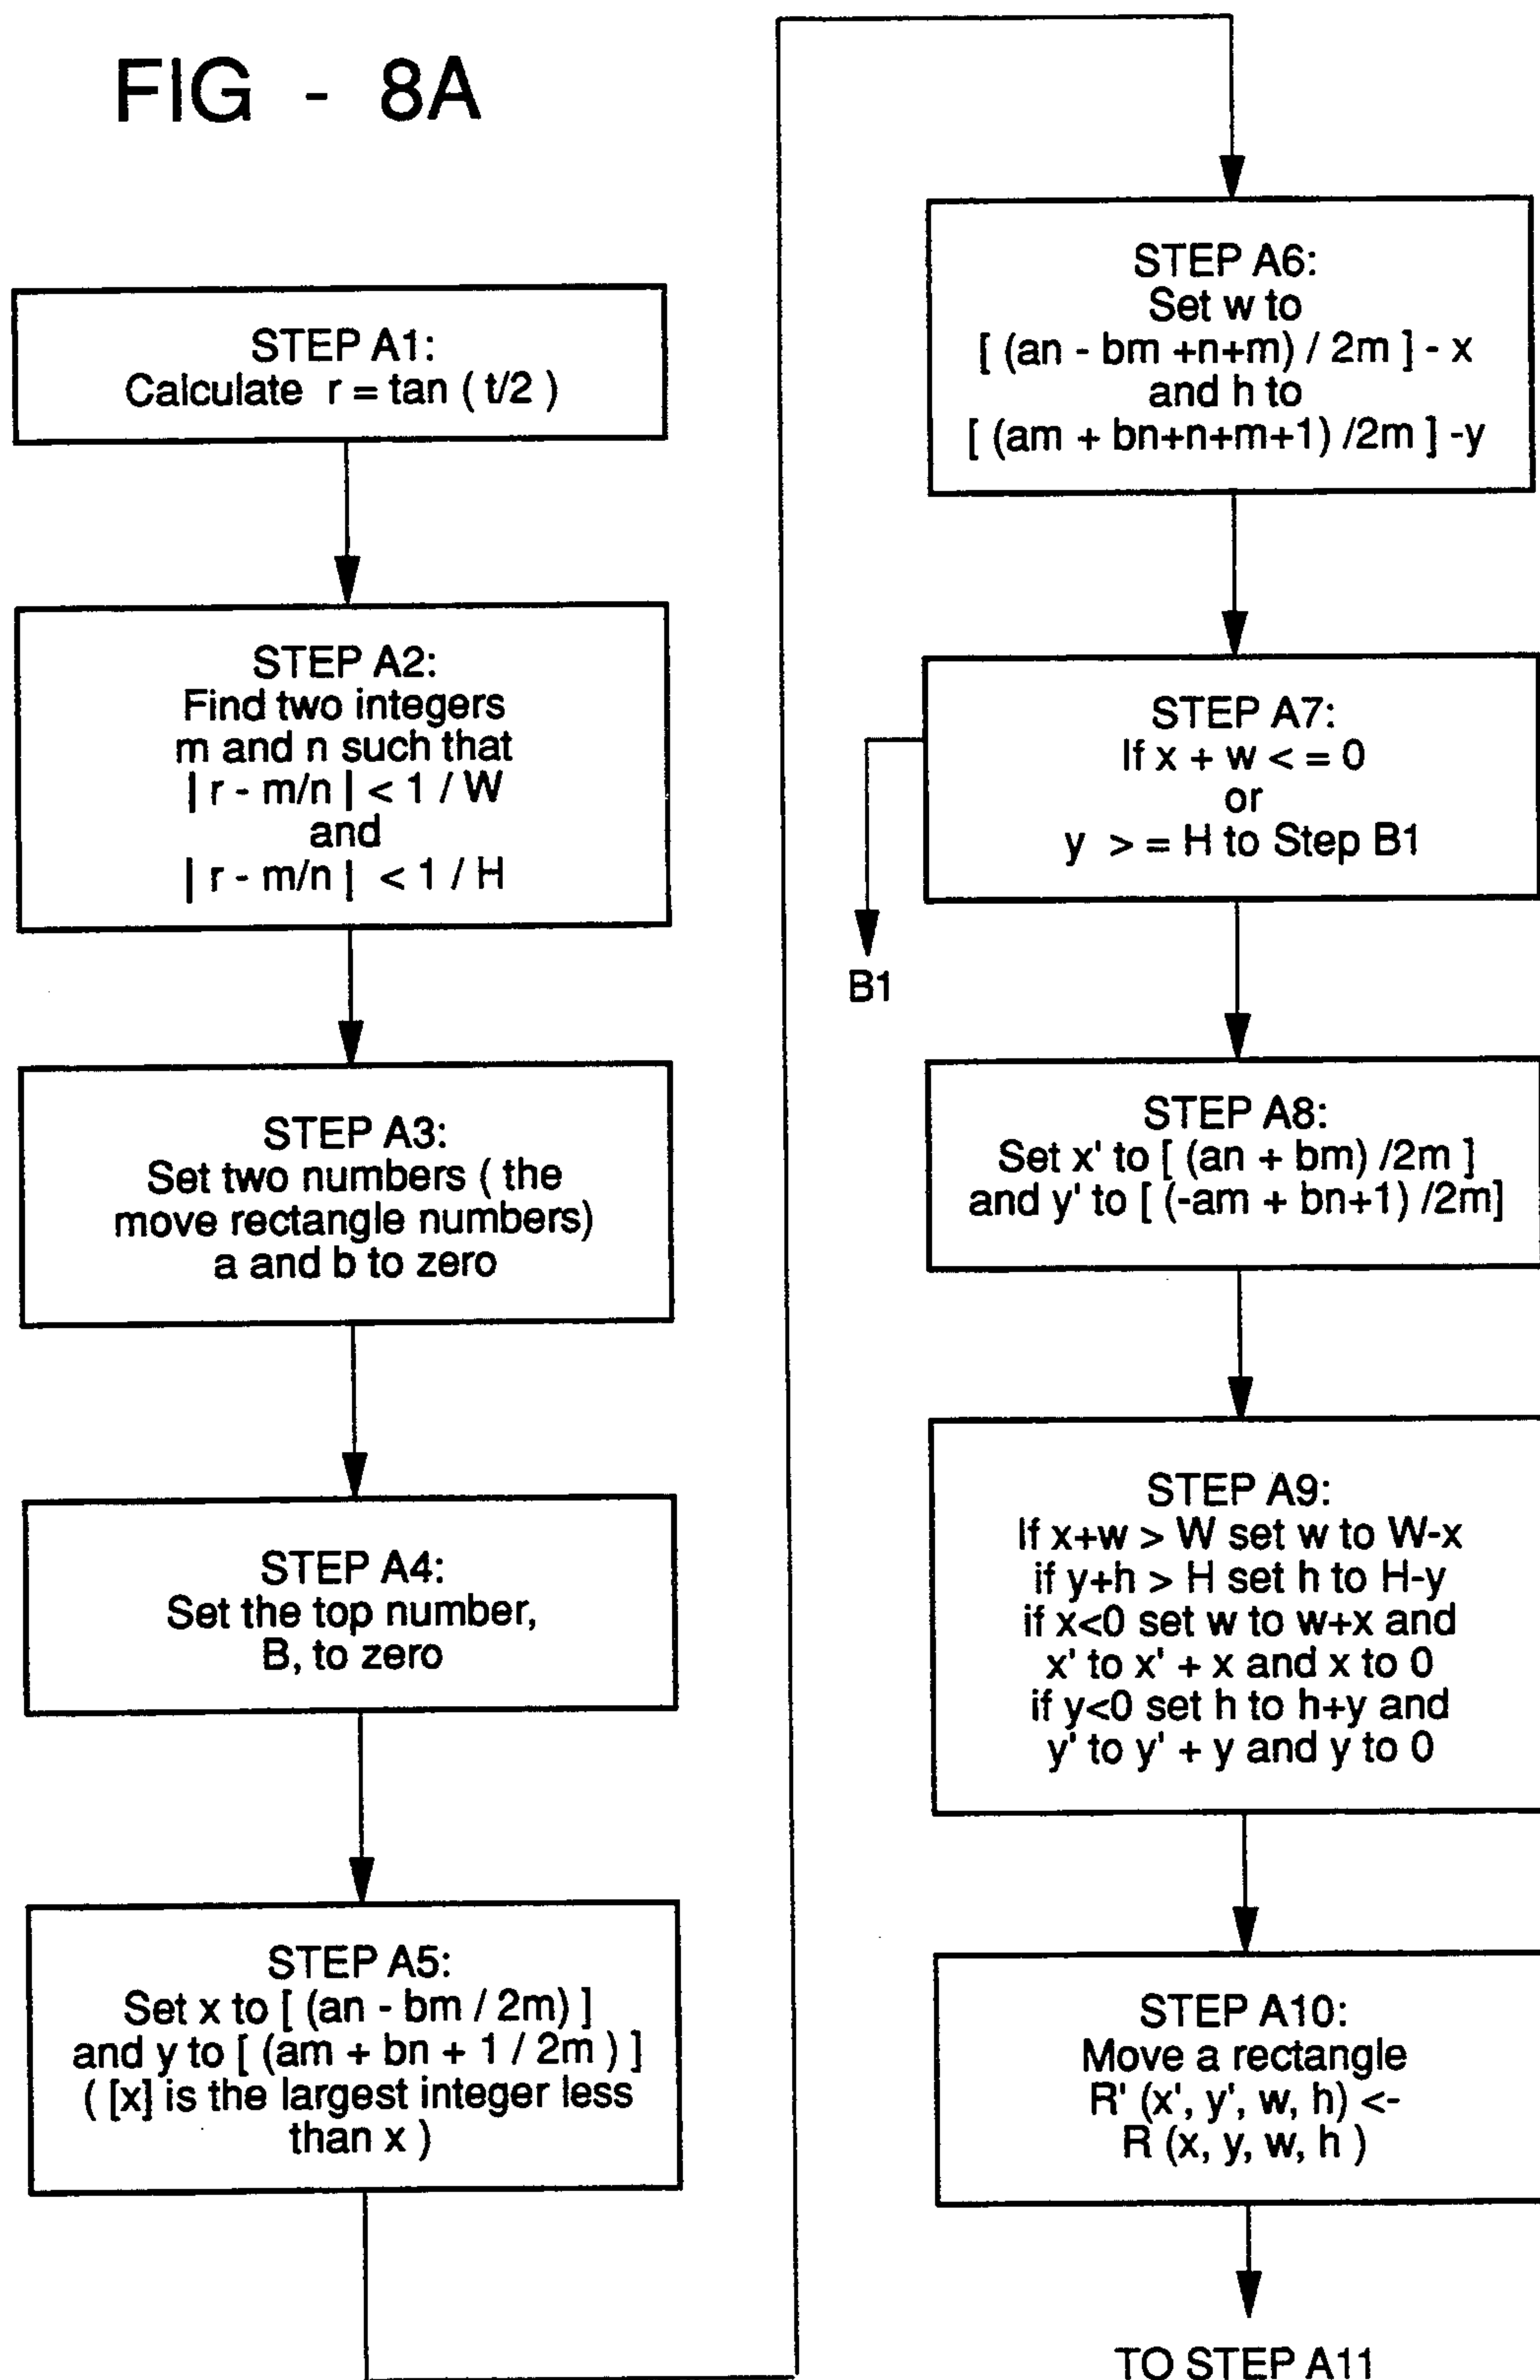 FIG - 8A
STEP A1:
Calculate r = tan ( t/2 )
STEP A2:
Find two integers
m and n such that
| r - m/n | < 1 / W
and
| r - m/n | < 1 / H
STEP A3:
Set two numbers ( the
move rectangle numbers)
a and b to zero
STEP A4:
Set the top number,
B, to zero
STEP A5:
Set x to [ (an - bm / 2m) ]
and y to [ (am + bn + 1 / 2m ) ]
( [x] is the largest integer less
than x )
STEP A6:
Set w to
[ (an - bm +n+m) / 2m ] - x
and h to
[ (am + bn+n+m+1) /2m ] -y
STEP A7:
If x + w < = 0
or
y > = H to Step B1
B1
STEP A8:
Set x' to [ (an + bm) /2m ]
and y' to [ (-am + bn+1) /2m]
STEP A9:
If x+w > W set w to W-x
if y+h > H set h to H-y
if x<0 set w to w+x and
x' to x' + x and x to 0
if y<0 set h to h+y and
y' to y' + y and y to 0
STEP A10:
Move a rectangle
R' (x', y', w, h) <-
R (x, y, w, h )
TO STEP A11